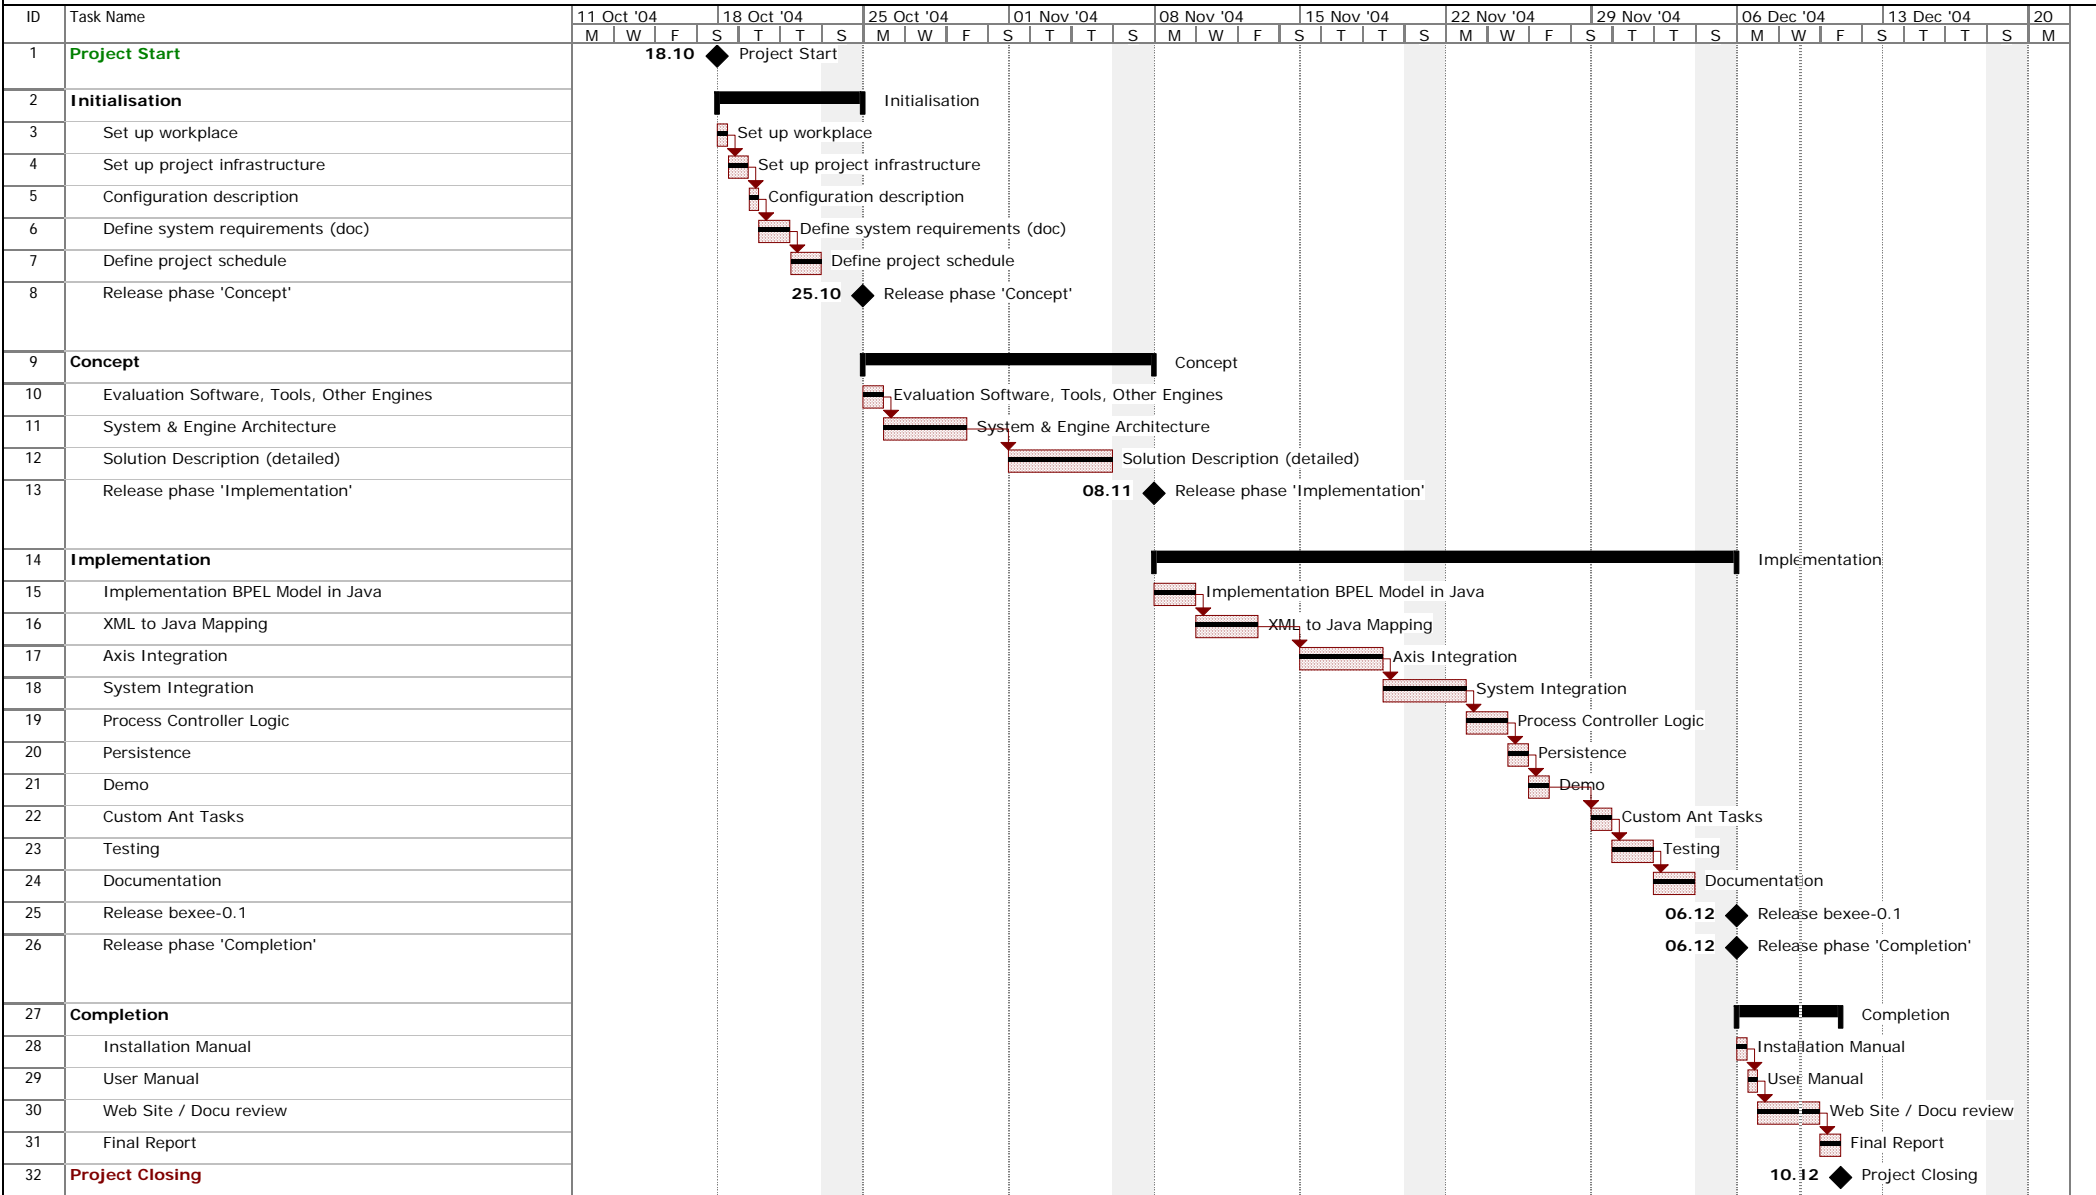 ID Task Name 11 Oct '04 18 Oct '04 25 Oct '04 01 Nov '04 08 Nov '04 15 Nov '04 22 Nov '04 29 Nov '04 06 Dec '04 13 Dec '04 20
M W F S T T S M W F S T T S M W F S T T S M W F S T T S M W F S T T S M
1 Project Start 18.10 Project Start
2 Initialisation Initialisation
3 Set up workplace Set up workplace
4 Set up project infrastructure Set up project infrastructure
5 Configuration description Configuration description
6 Define system requirements (doc) Define system requirements (doc)
7 Define project schedule Define project schedule
8 Release phase 'Concept' 25.10 Release phase 'Concept'
9 Concept Concept
10 Evaluation Software, Tools, Other Engines Evaluation Software, Tools, Other Engines
11 System & Engine Architecture System & Engine Architecture
12 Solution Description (detailed) Solution Description (detailed)
13 Release phase 'Implementation' 08.11 Release phase 'Implementation'
14 Implementation Implementation
15 Implementation BPEL Model in Java Implementation BPEL Model in Java
16 XML to Java Mapping XML to Java Mapping
17 Axis Integration Axis Integration
18 System Integration System Integration
19 Process Controller Logic Process Controller Logic
20 Persistence Persistence
21 Demo Demo
22 Custom Ant Tasks Custom Ant Tasks
23 Testing Testing
24 Documentation Documentation
25 Release bexee-0.1 06.12 Release bexee-0.1
26 Release phase 'Completion' 06.12 Release phase 'Completion'
27 Completion Completion
28 Installation Manual Installation Manual
29 User Manual User Manual
30 Web Site / Docu review Web Site / Docu review
31 Final Report Final Report
32 Project Closing 10.12 Project Closing